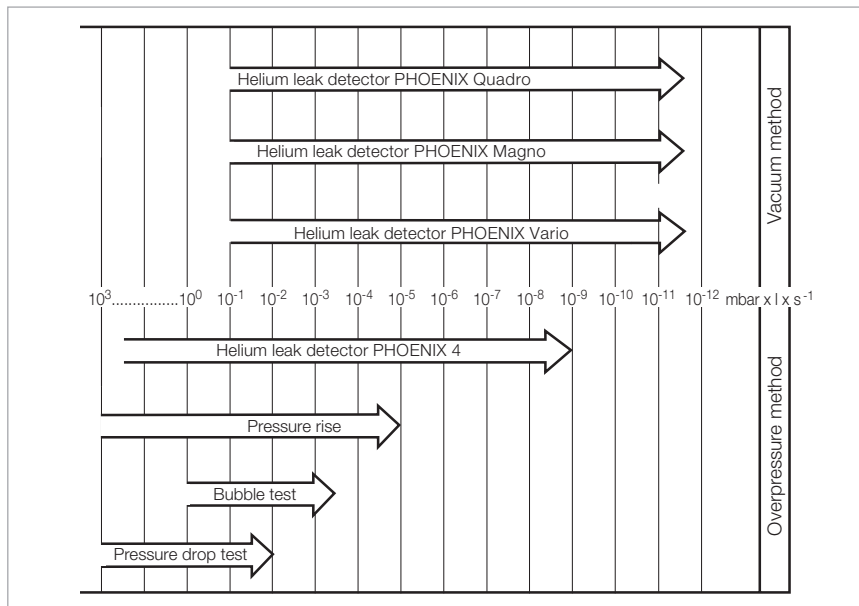 Helium leak detector PHOENIX Quadro
Helium leak detector PHOENIX Magno
Helium leak detector PHOENIX Vario
Vacuum method
10³...............10⁰ 10⁻¹ 10⁻² 10⁻³ 10⁻⁴ 10⁻⁵ 10⁻⁶ 10⁻⁷ 10⁻⁸ 10⁻⁹ 10⁻¹⁰ 10⁻¹¹ 10⁻¹² mbar x l x s⁻¹
Helium leak detector PHOENIX 4
Pressure rise
Bubble test
Pressure drop test
Overpressure method